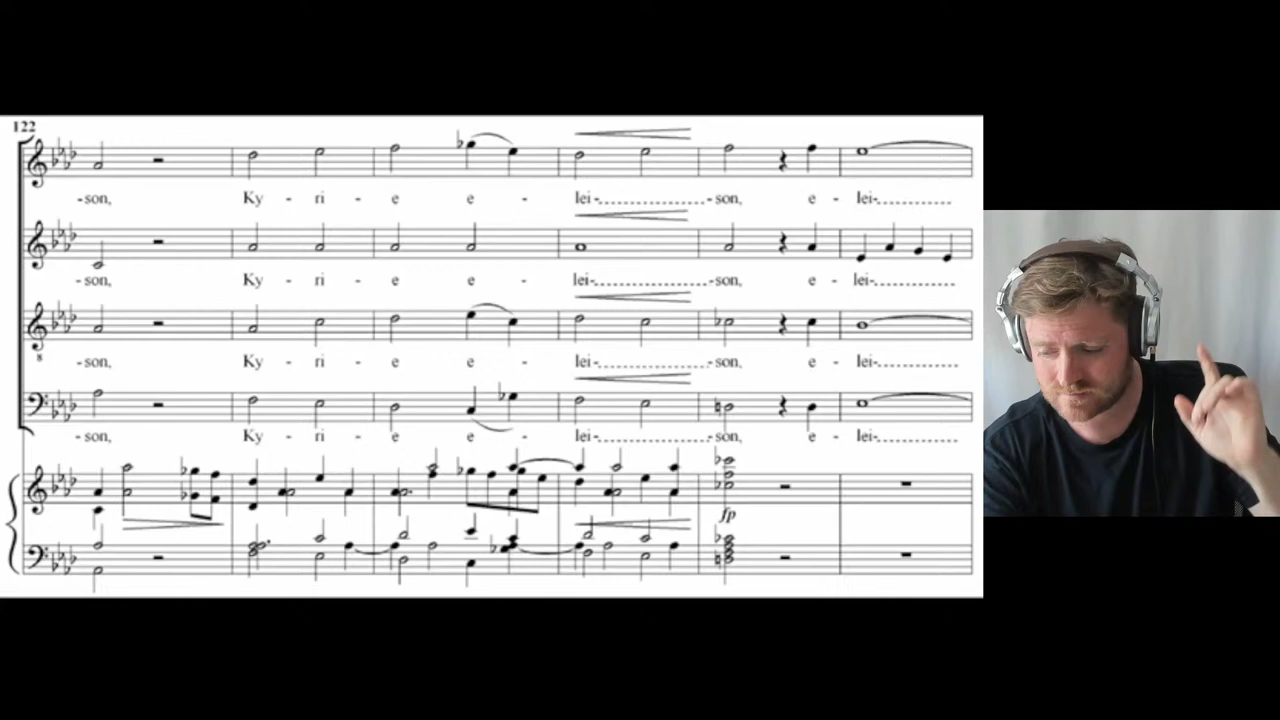 122
-son, Ky - ri - e e - lei-................-son, e - lei-................
-son, Ky - ri - e e - lei-................-son, e - lei-................
8
-son, Ky - ri - e e - lei-................-son, e - lei-................
-son, Ky - ri - e e - lei-................-son, e - lei-................
fp